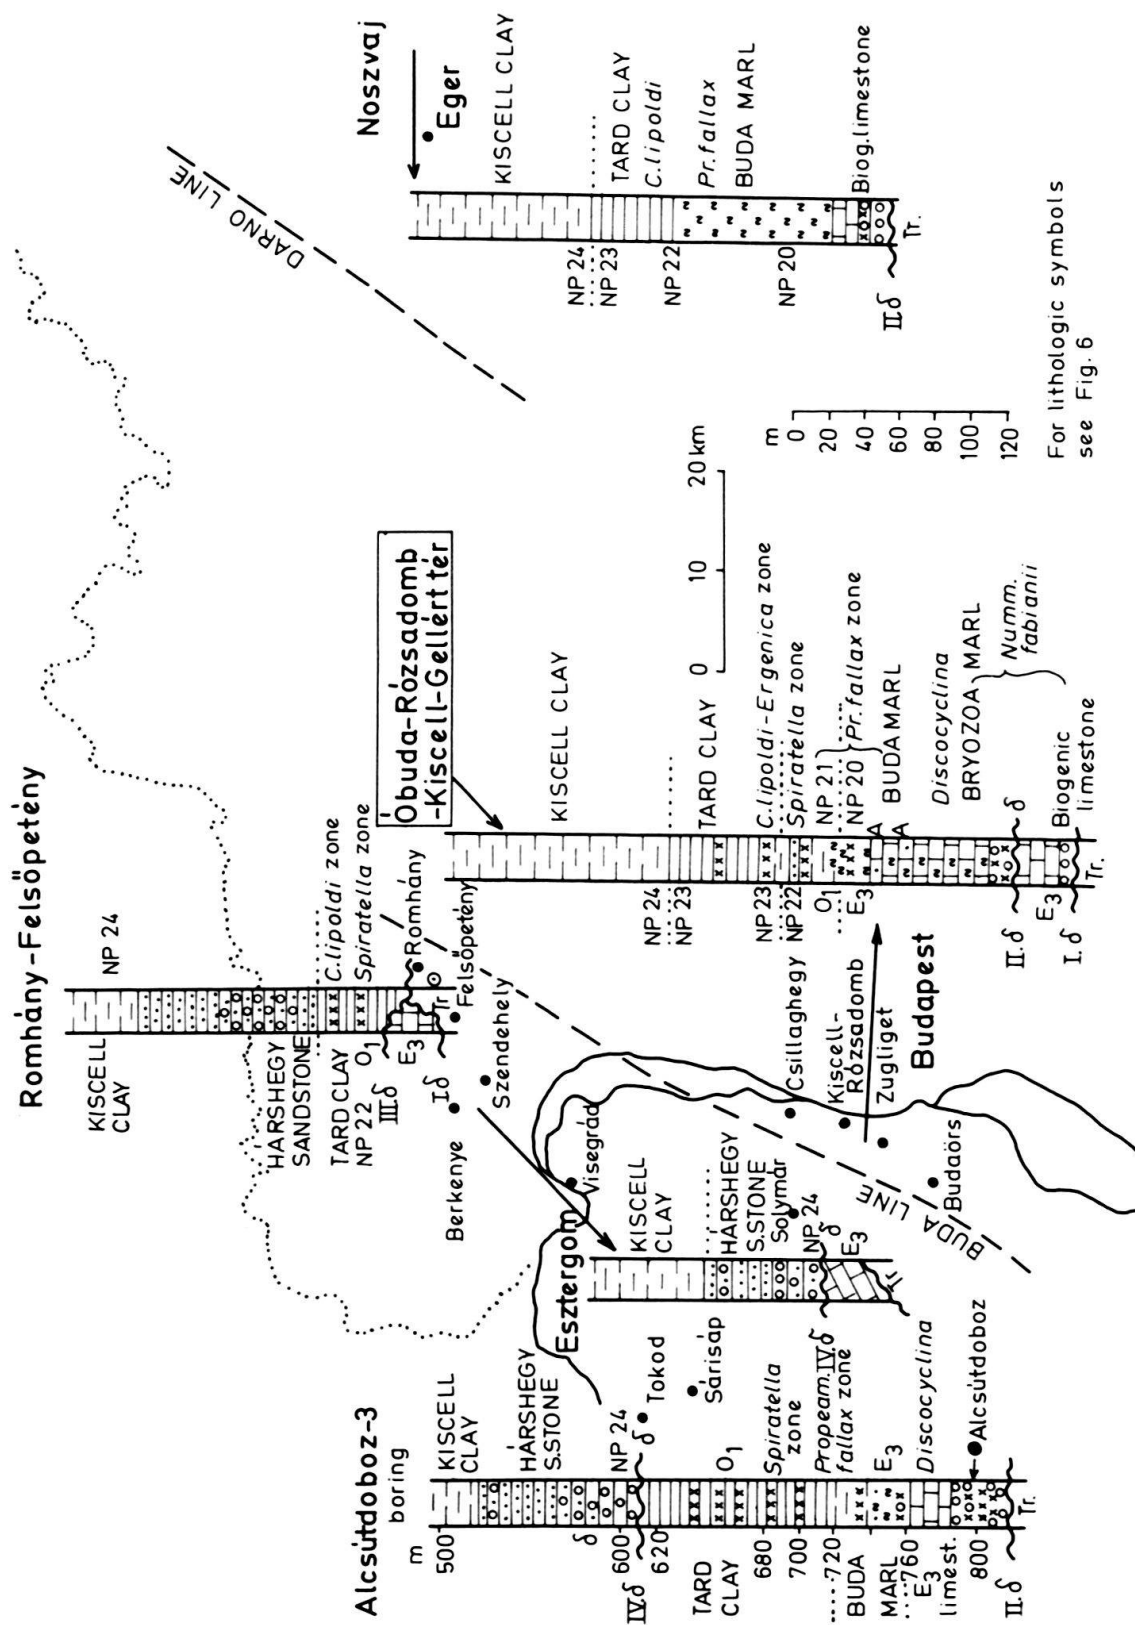 Alcsútdoboz-3
boring
m
500
600
620
680
700
720
760
800
KISCELL
CLAY
HÁRSHEGY
S.STONE
δ
NP 24
IV.δ
δ
TARD
CLAY
O₁
Spiratella
zone
Propeam.
fallax zone
BUDA
MARL
E₃
E₃
limest.
Discocyclina
Alcsútdoboz
II.δ
Tr.
Tokod
Sárisáp
Esztergom
KISCELL
CLAY
HÁRSHEGY
S.STONE
Solymár
NP 24
IV.δ
δ
E₃
Tr.
Visegrád
BUDA LINE
Romhány-Felsőpetény
KISCELL
CLAY
NP 24
HÁRSHEGY
SANDSTONE
TARD CLAY
C.lipoldi zone
NP 22
O₁
Spiratella zone
III.δ
E₃
Romhány
I.δ
Tr
Felsőpetény
Berkenye
Szendehely
Csillaghegy
Kiscell-
Rózsadomb
Zugliget
Budapest
Budaörs
Óbuda-Rózsadomb
-Kiscell-Gellért tér
KISCELL CLAY
NP 24
NP 23
TARD CLAY
NP 23
C.lipoldi-Ergenica zone
NP 22
Spiratella zone
O₁
NP 21
E₃
NP 20
Pr.fallax zone
A
BUDA MARL
A
Discocyclina
BRYOZOA MARL
Numm.
fabianii
II.δ
δ
E₃
Biogenic
limestone
I.δ
Tr.
0
10
20 km
m
0
20
40
60
80
100
120
DARNO LINE
Noszvaj
Eger
KISCELL CLAY
NP 24
NP 23
TARD CLAY
C.lipoldi
NP 22
Pr.fallax
BUDA MARL
NP 20
Biog.limestone
II.δ
Tr.
For lithologic symbols
see Fig. 6